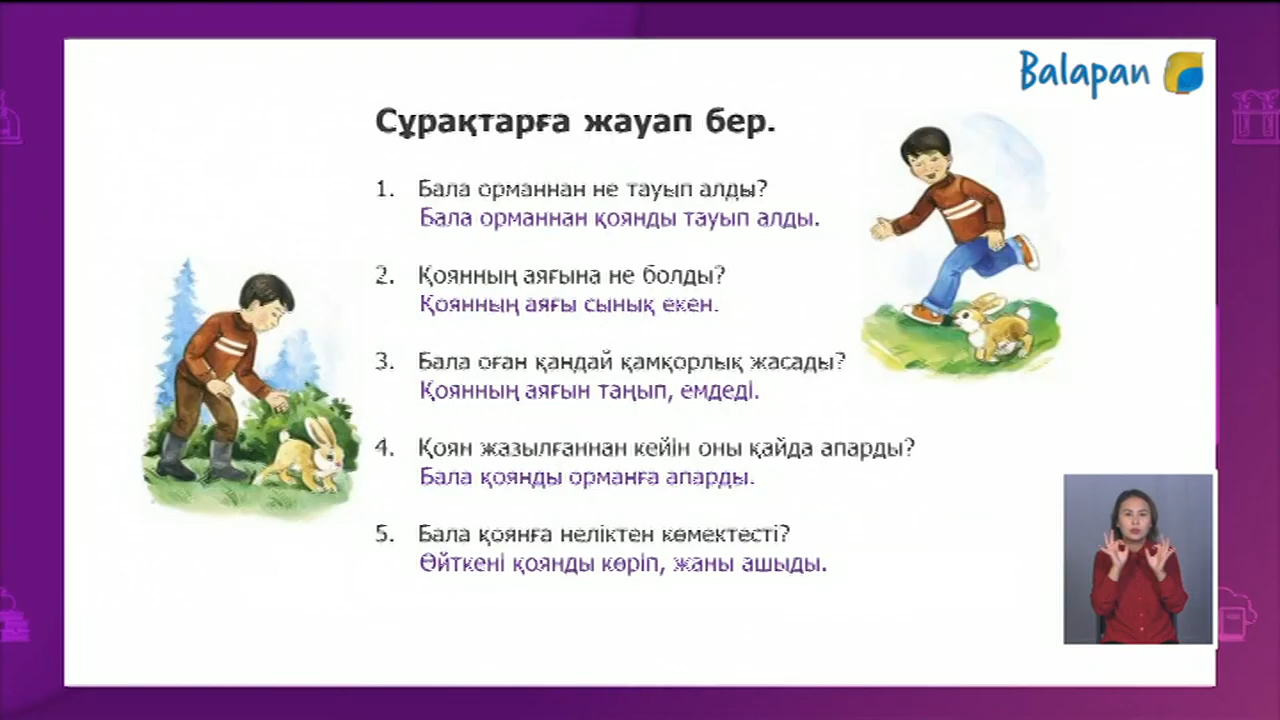 Balapan
Сұрақтарға жауап бер.
1. Бала орманнан не тауып алды?
Бала орманнан қоянды тауып алды.
2. Қоянның аяғына не болды?
Қоянның аяғы сынық екен.
3. Бала оған қандай қамқорлық жасады?
Қоянның аяғын таңып, емдеді.
4. Қоян жазылғаннан кейін оны қайда апарды?
Бала қоянды орманға апарды.
5. Бала қоянға неліктен көмектесті?
Өйткені қоянды көріп, жаны ашыды.